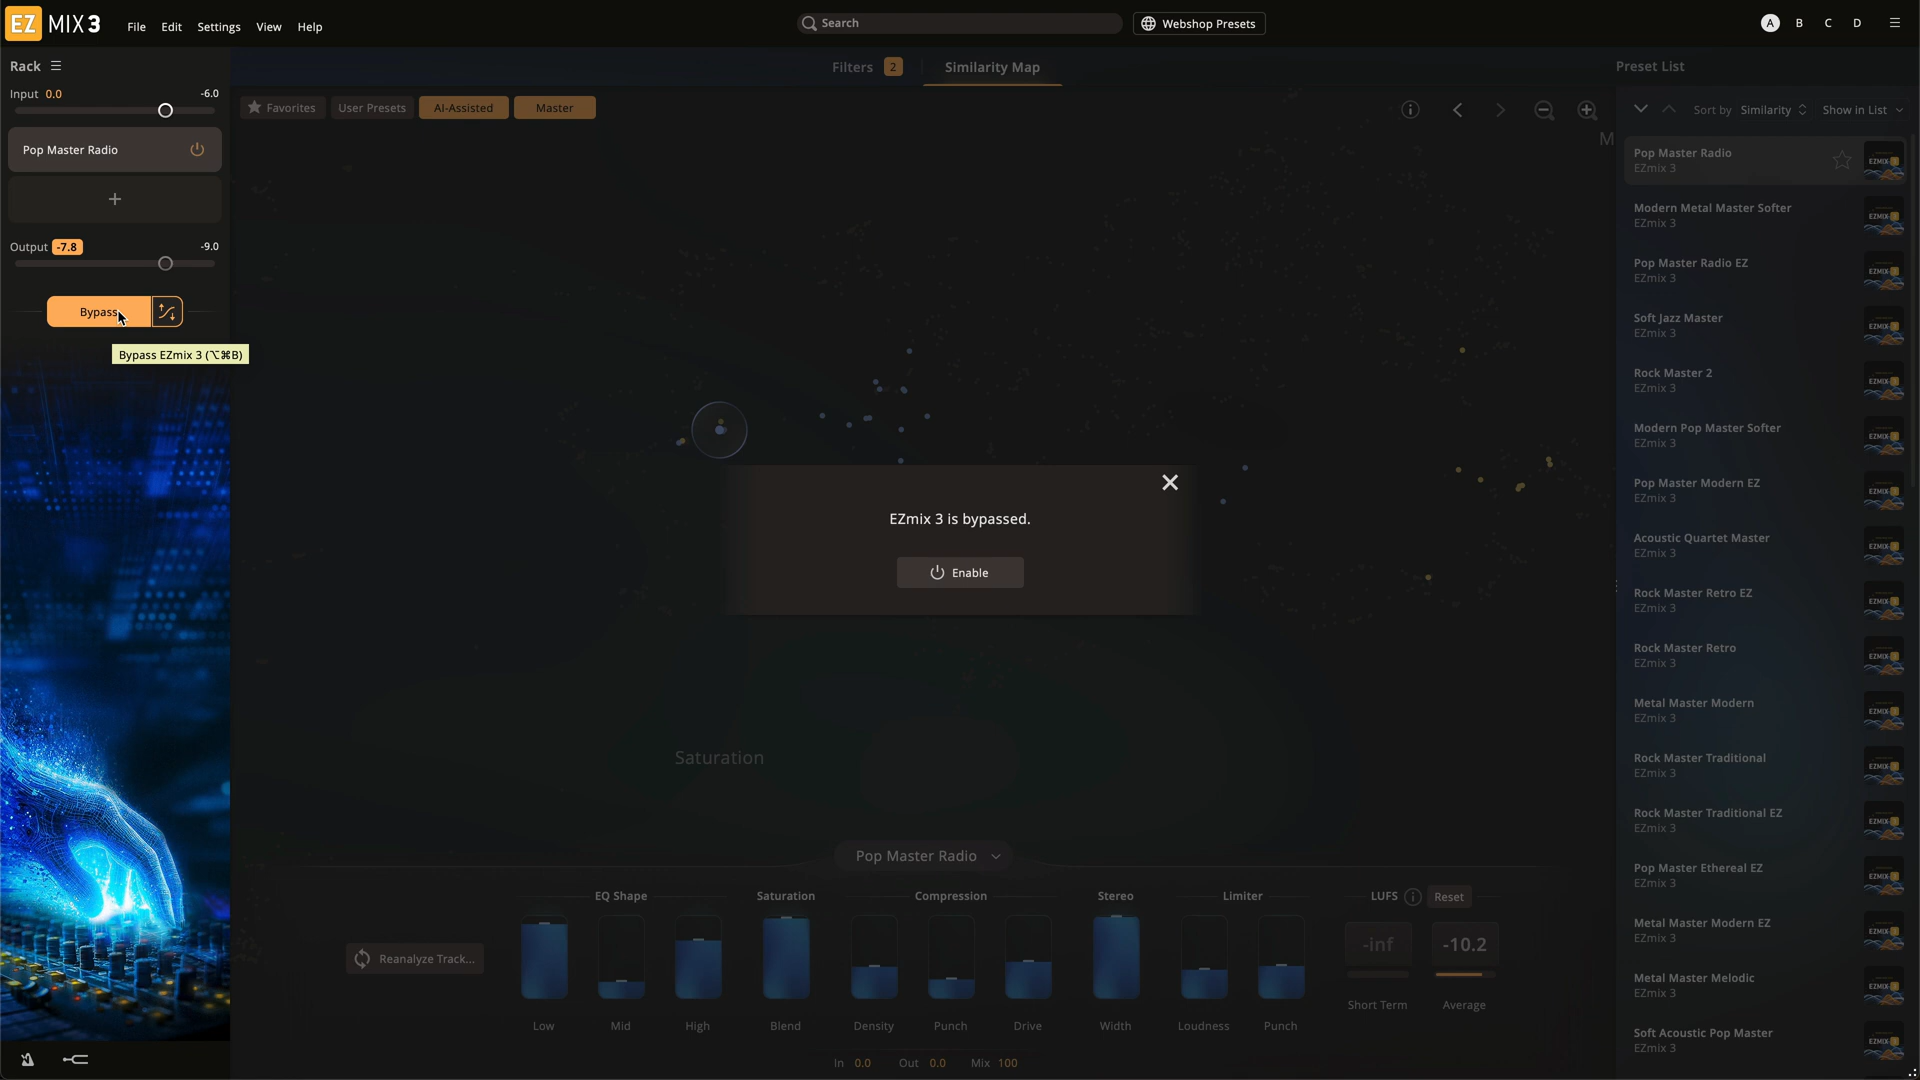 EZ MIX 3
File Edit Settings View Help
Search
Webshop Presets
A B C D
Rack
Filters 2
Similarity Map
Preset List
Input 0.0 -6.0
Favorites User Presets AI-Assisted Master
Sort by Similarity Show in List
M
Pop Master Radio
Output -7.8 -9.0
Bypass
Bypass EZmix 3 (⌥⌘B)
EZmix 3 is bypassed.
Enable
Saturation
Pop Master Radio
EQ Shape Saturation Compression Stereo Limiter LUFS Reset
Reanalyze Track...
-inf -10.2
Short Term Average
Low Mid High Blend Density Punch Drive Width Loudness Punch
In 0.0 Out 0.0 Mix 100
Pop Master Radio
EZmix 3
Modern Metal Master Softer
EZmix 3
Pop Master Radio EZ
EZmix 3
Soft Jazz Master
EZmix 3
Rock Master 2
EZmix 3
Modern Pop Master Softer
EZmix 3
Pop Master Modern EZ
EZmix 3
Acoustic Quartet Master
EZmix 3
Rock Master Retro EZ
EZmix 3
Rock Master Retro
EZmix 3
Metal Master Modern
EZmix 3
Rock Master Traditional
EZmix 3
Rock Master Traditional EZ
EZmix 3
Pop Master Ethereal EZ
EZmix 3
Metal Master Modern EZ
EZmix 3
Metal Master Melodic
EZmix 3
Soft Acoustic Pop Master
EZmix 3